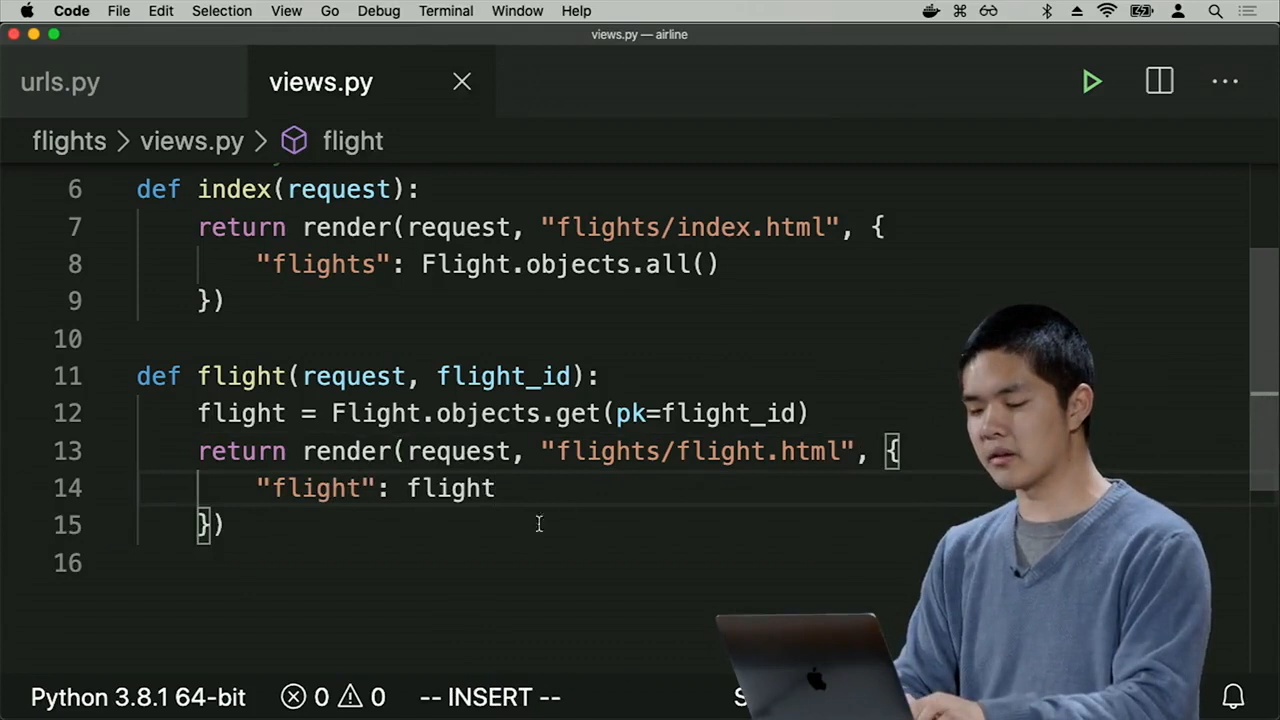 Code File Edit Selection View Go Debug Terminal Window Help
views.py — airline
urls.py views.py
flights > views.py > flight
6 def index(request):
7 return render(request, "flights/index.html", {
8 "flights": Flight.objects.all()
9 })
10
11 def flight(request, flight_id):
12 flight = Flight.objects.get(pk=flight_id)
13 return render(request, "flights/flight.html", {
14 "flight": flight
15 })
16
Python 3.8.1 64-bit 0 0 -- INSERT --